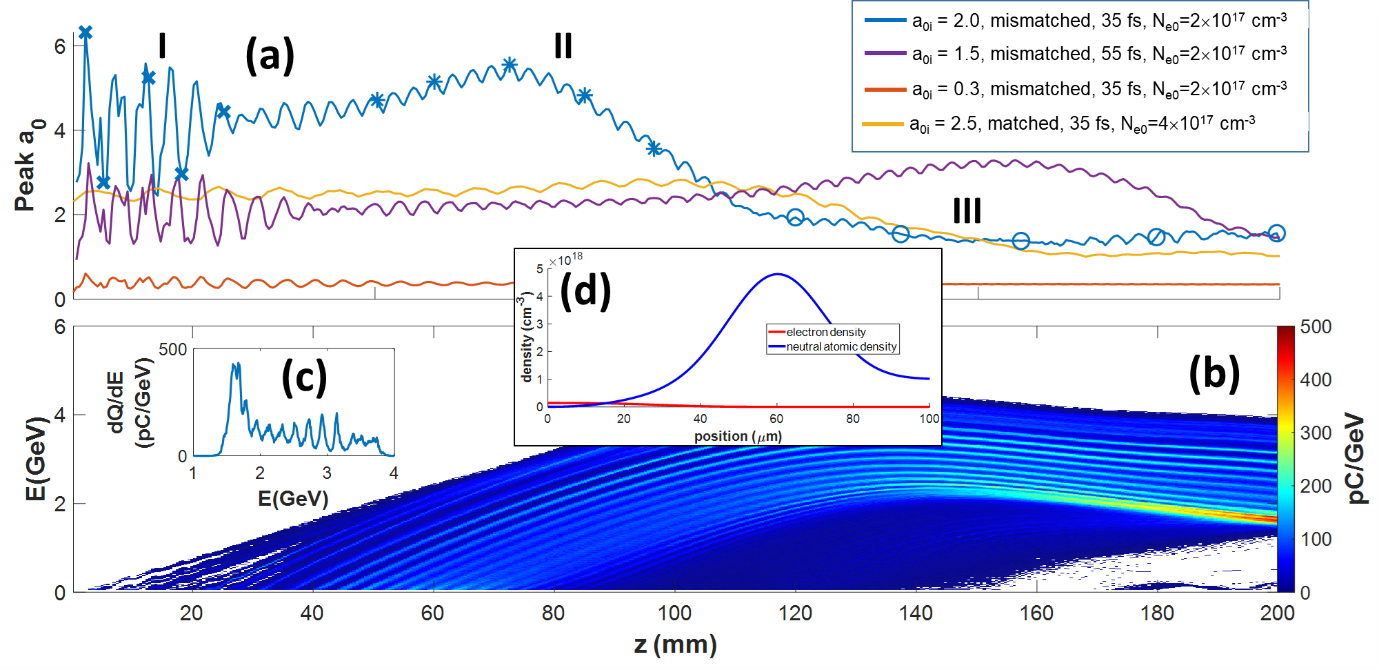 a0i = 2.0, mismatched, 35 fs, Ne0=2×10^17 cm^-3
a0i = 1.5, mismatched, 55 fs, Ne0=2×10^17 cm^-3
a0i = 0.3, mismatched, 35 fs, Ne0=2×10^17 cm^-3
a0i = 2.5, matched, 35 fs, Ne0=4×10^17 cm^-3
I
(a)
II
III
Peak a0
6
4
2
0
(d)
×10^18
5
4
3
2
1
0
density (cm^-3)
electron density
neutral atomic density
0 20 40 60 80 100
position (μm)
(b)
6
4
2
0
E(GeV)
(c)
500
0
dQ/dE
(pC/GeV)
1 2 3 4
E(GeV)
500
400
300
200
100
0
pC/GeV
20 40 60 80 100 120 140 160 180 200
z (mm)